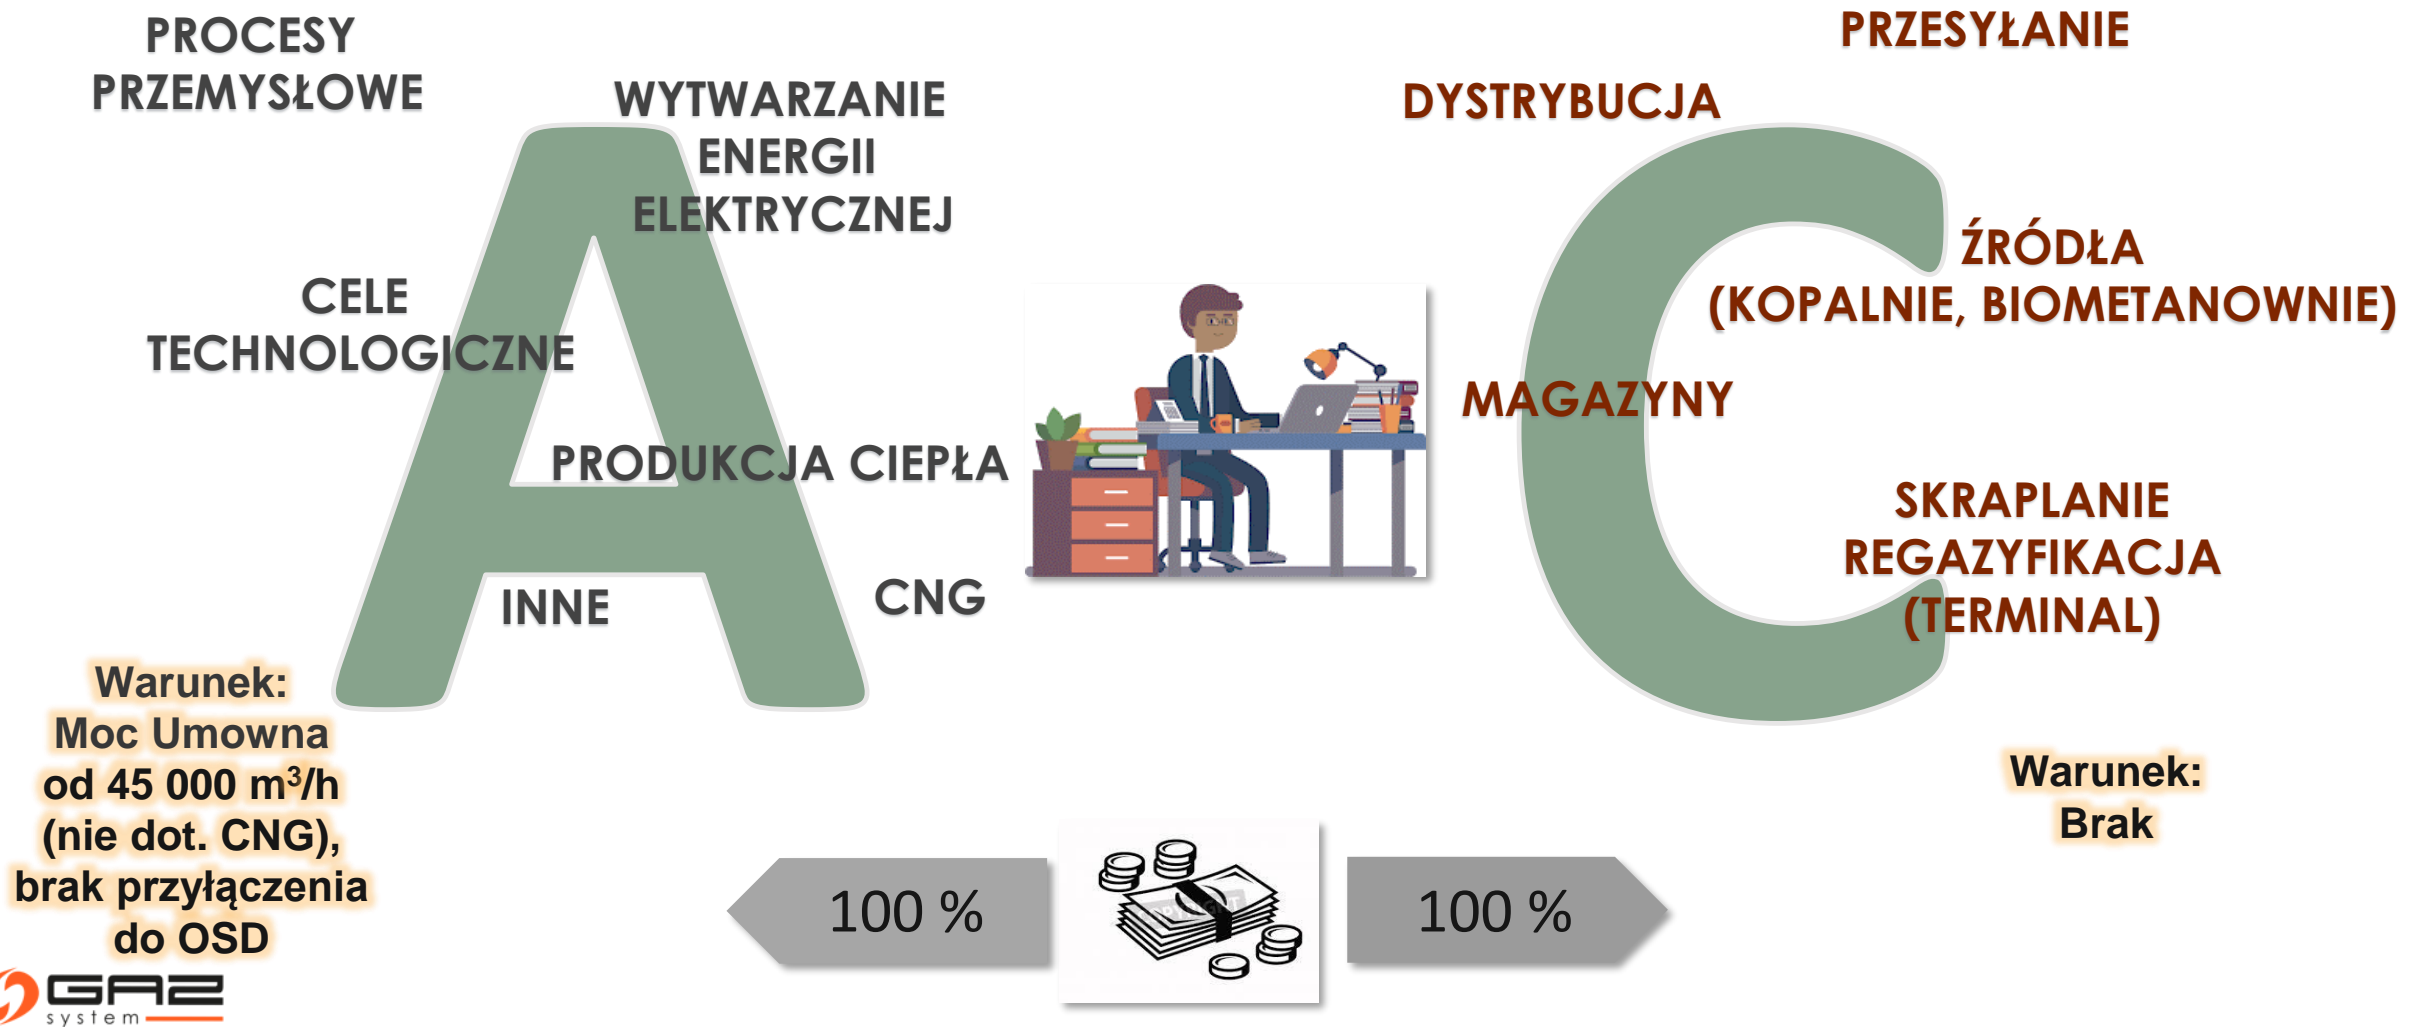 PROCESY
PRZEMYSŁOWE
WYTWARZANIE
ENERGII
ELEKTRYCZNEJ
CELE
TECHNOLOGICZNE
PRODUKCJA CIEPŁA
INNE
CNG
A
Warunek:
Moc Umowna
od 45 000 m³/h
(nie dot. CNG),
brak przyłączenia
do OSD
PRZESYŁANIE
DYSTRYBUCJA
C
ŹRÓDŁA
(KOPALNIE, BIOMETANOWNIE)
MAGAZYNY
SKRAPLANIE
REGAZYFIKACJA
(TERMINAL)
Warunek:
Brak
100 %
COPYRIGHT
100 %
GAZ
system